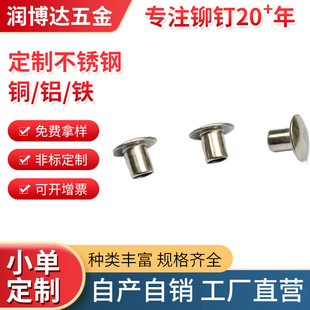 润博达五金
专注铆钉20+年
定制不锈钢
铜/铝/铁
免费拿样
非标定制
可开增票
小单
定制
种类丰富 规格齐全
自产自销 工厂直营